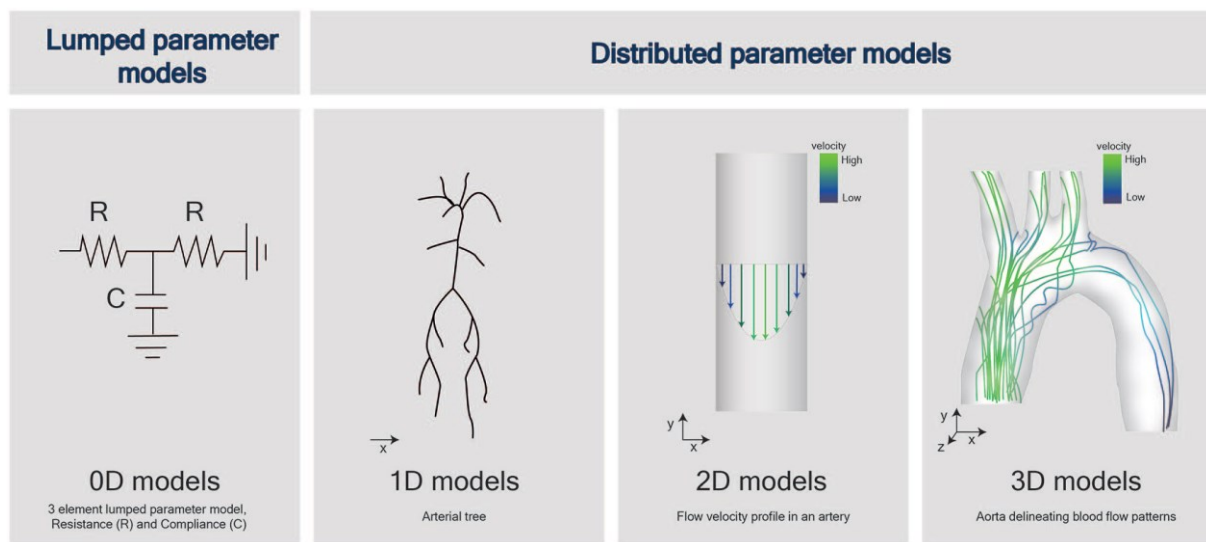 Lumped parameter
models
Distributed parameter models
R
R
C
0D models
3 element lumped parameter model,
Resistance (R) and Compliance (C)
x
1D models
Arterial tree
velocity
High
Low
y
x
2D models
Flow velocity profile in an artery
velocity
High
Low
y
x
z
3D models
Aorta delineating blood flow patterns